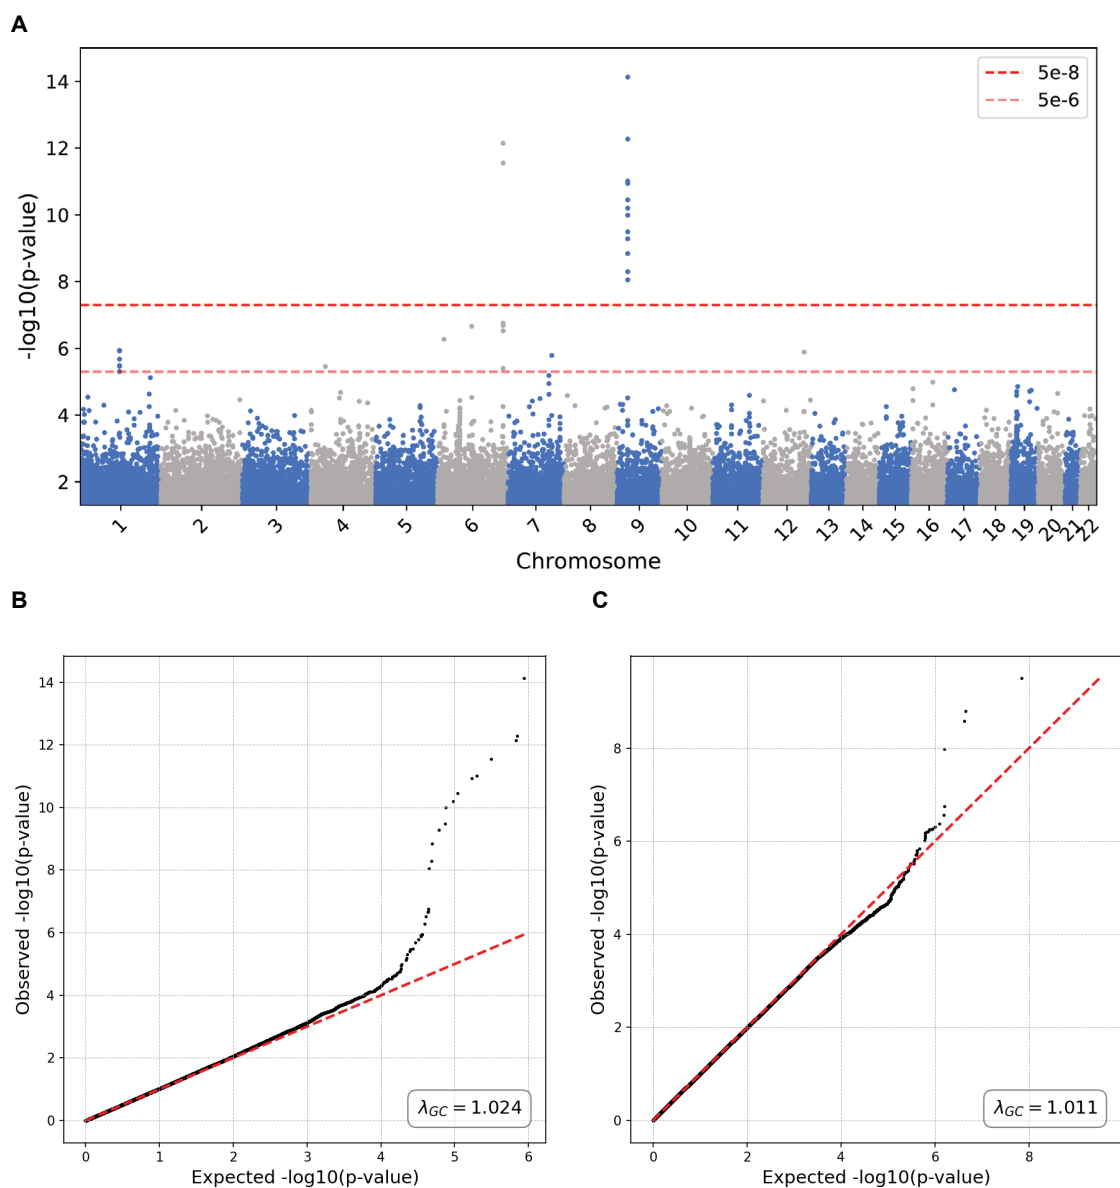 A
14
12
10
8
6
4
2
-log10(p-value)
5e-8
5e-6
1 2 3 4 5 6 7 8 9 10 11 12 13 14 15 16 17 18 19 20 21 22
Chromosome
B
14
12
10
8
6
4
2
0
Observed -log10(p-value)
λGC = 1.024
0 1 2 3 4 5 6
Expected -log10(p-value)
C
8
6
4
2
0
Observed -log10(p-value)
λGC = 1.011
0 2 4 6 8
Expected -log10(p-value)